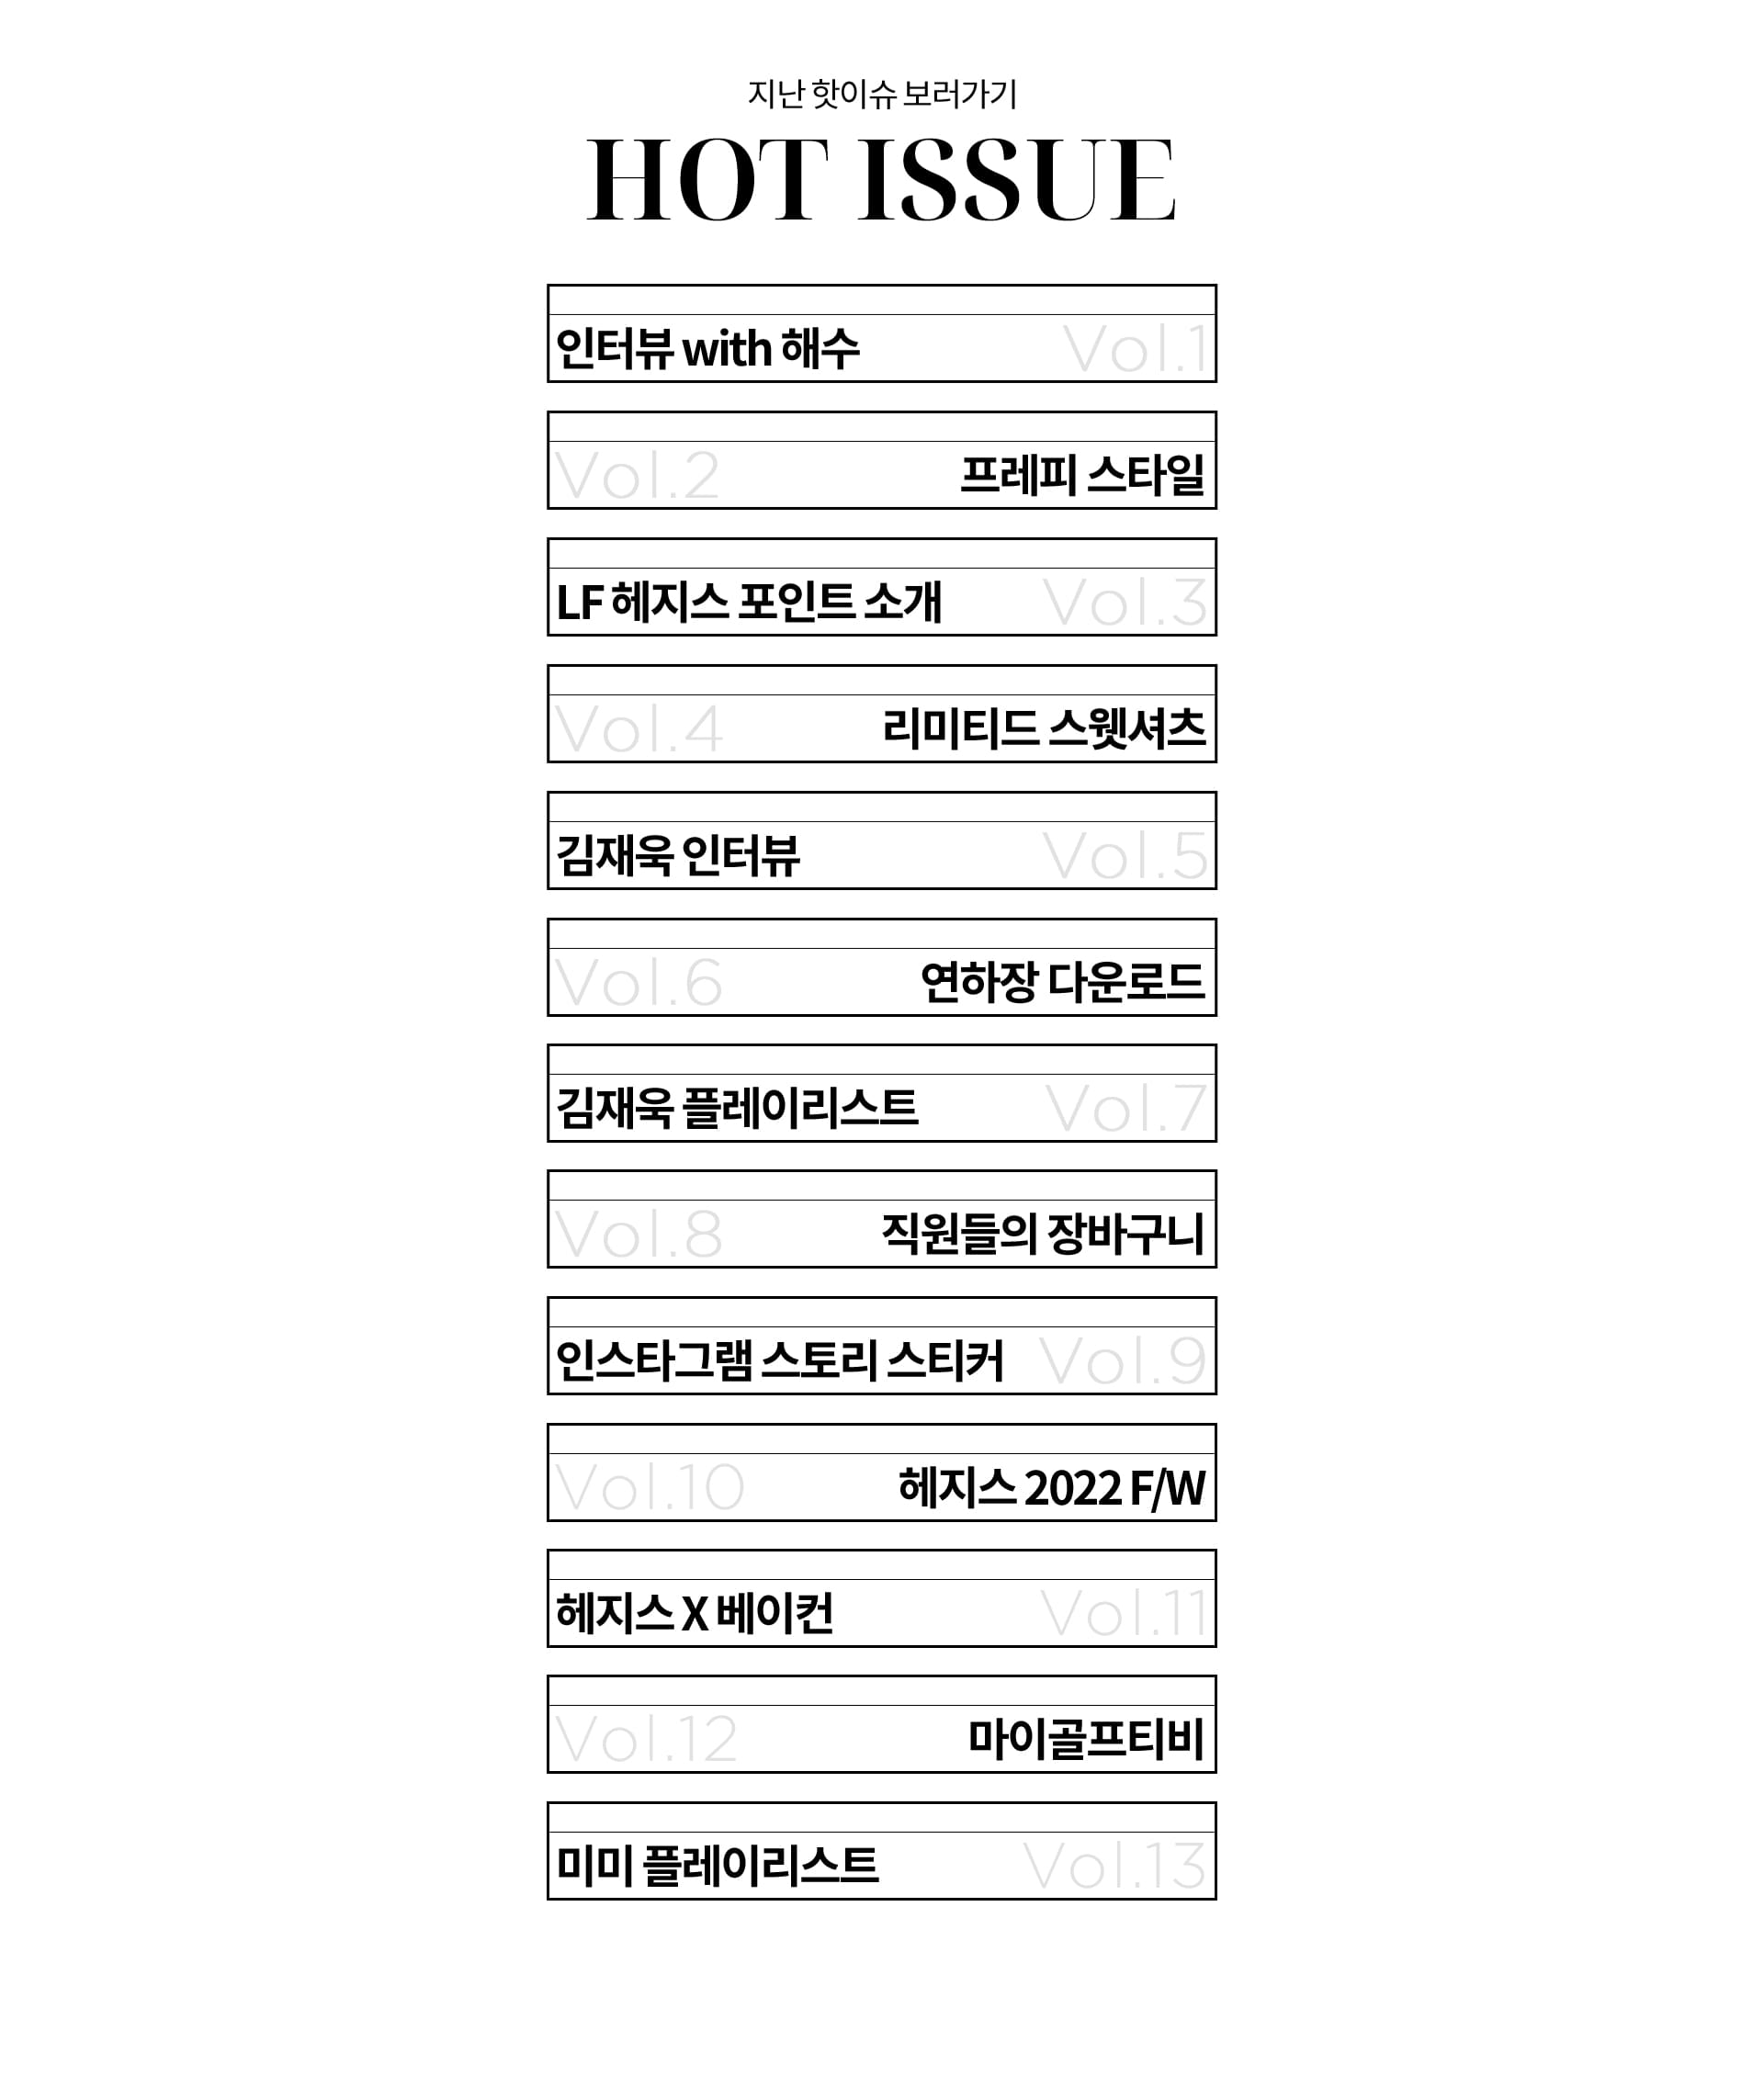 지난 핫이슈 보러가기
HOT ISSUE
인터뷰 with 해수 Vol.1
Vol.2 프레피 스타일
LF 헤지스 포인트 소개 Vol.3
Vol.4 리미티드 스웻셔츠
김재욱 인터뷰 Vol.5
Vol.6 연하장 다운로드
김재욱 플레이리스트 Vol.7
Vol.8 직원들의 장바구니
인스타그램 스토리 스티커 Vol.9
Vol.10 헤지스 2022 F/W
헤지스 X 베이컨 Vol.11
Vol.12 마이골프티비
미미 플레이리스트 Vol.13